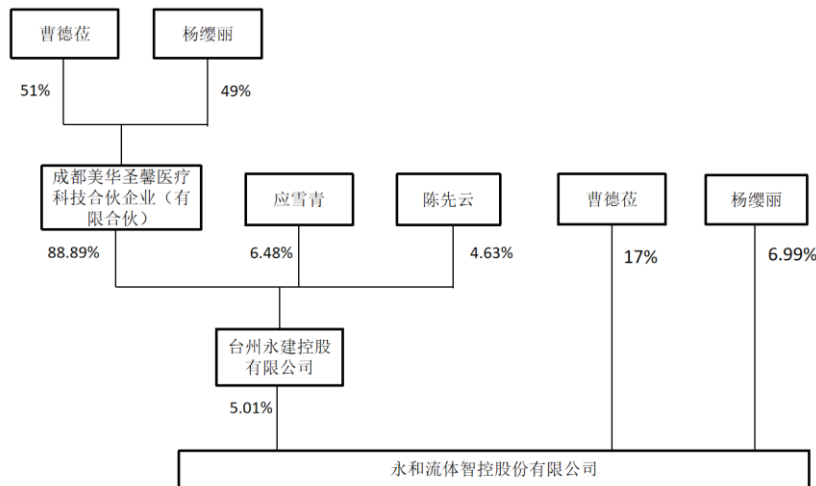 曹德莅
杨缨丽
51%
49%
成都美华圣馨医疗
科技合伙企业（有
限合伙）
应雪青
陈先云
曹德莅
杨缨丽
88.89%
6.48%
4.63%
17%
6.99%
台州永建控股
有限公司
5.01%
永和流体智控股份有限公司